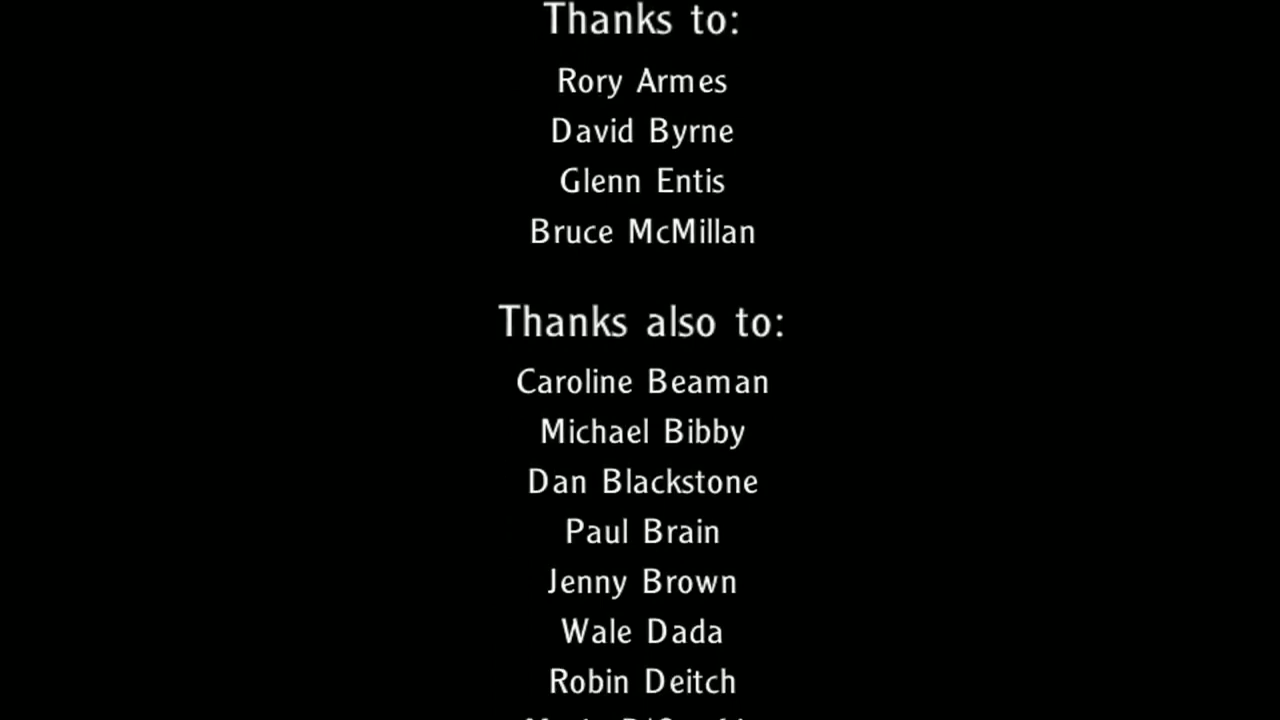 Thanks to:
Rory Armes
David Byrne
Glenn Entis
Bruce McMillan
Thanks also to:
Caroline Beaman
Michael Bibby
Dan Blackstone
Paul Brain
Jenny Brown
Wale Dada
Robin Deitch